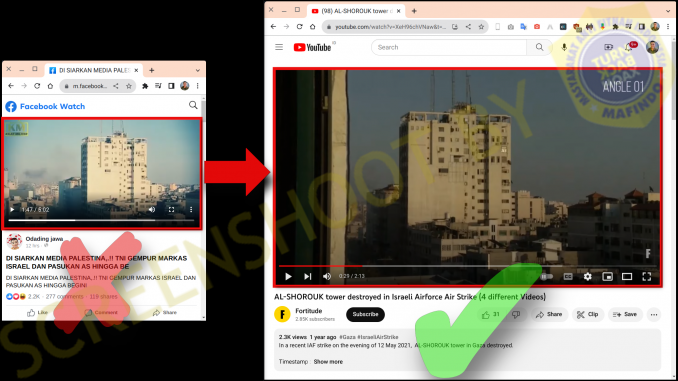 DI SIARKAN MEDIA PALES
m.facebook.
Facebook Watch
1:47 / 5:02
Odading jawa
12 hrs
DI SIARKAN MEDIA PALESTINA..!! TNI GEMPUR MARKAS
ISRAEL DAN PASUKAN AS HINGGA BE
DI SIARKAN MEDIA PALESTINA..!! TNI GEMPUR MARKAS ISRAEL DAN
PASUKAN AS HINGGA BEGINI
2.2K · 277 comments · 119 shares
Like
Comment
Share
(98) AL-SHOROUK tower
youtube.com/watch?v=XeH96chVNaw&t=
YouTube
Search
9+
ANGLE 01
0:29 / 2:13
AL-SHOROUK tower destroyed in Israeli Airforce Air Strike (4 different Videos)
Fortitude
2.95K subscribers
Subscribe
31
Share
Clip
Save
2.3K views 1 year ago #Gaza #IsraeliAirStrike
In a recent IAF strike on the evening of 12 May 2021, AL-SHOROUK tower in Gaza destroyed.
Timestamp Show more
SCREENSHOOT BY
TURN
BACK
HOAX
MAFINDO